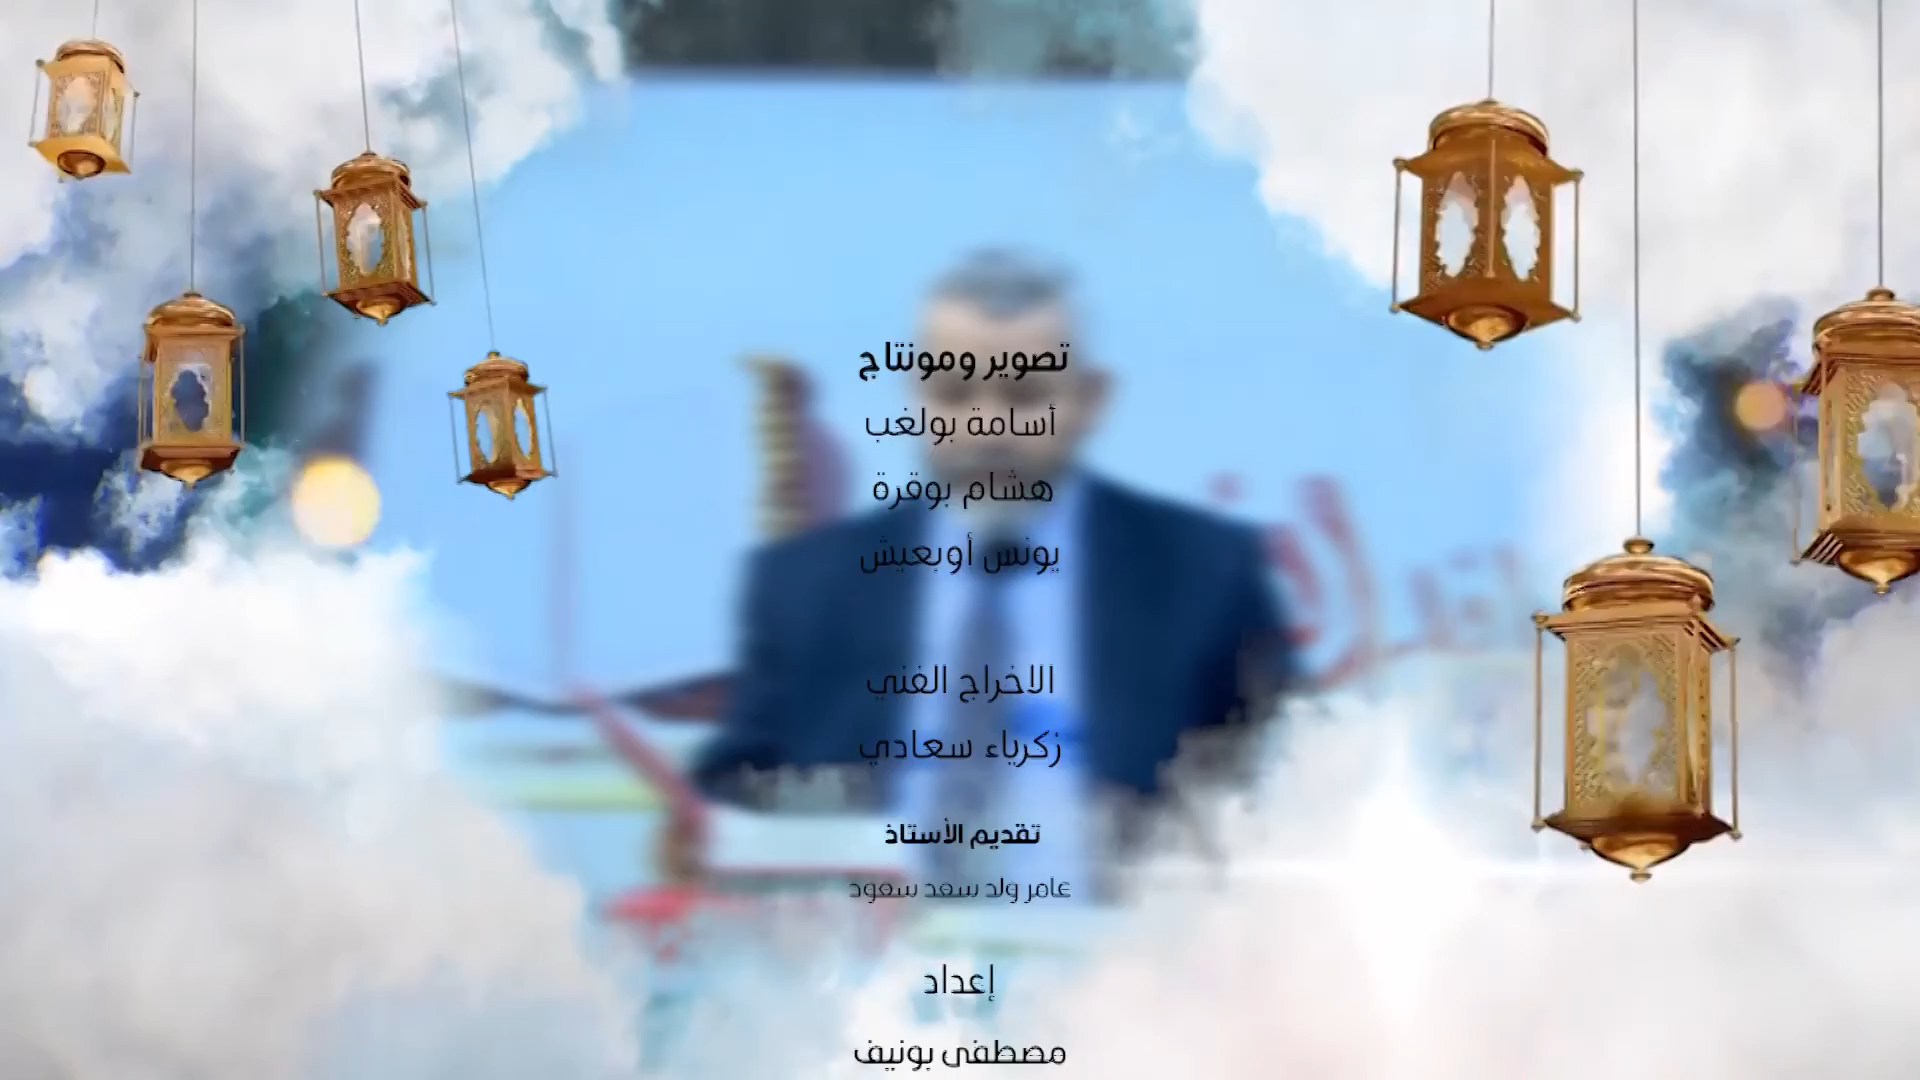 تصوير ومونتاج
أسامة بولغب
هشام بوقرة
يونس أوبعيش
الاخراج الفني
زكرياء سعادي
تقديم الأستاذ
عامر ولد سعد سعود
إعداد
مصطفى بونيف